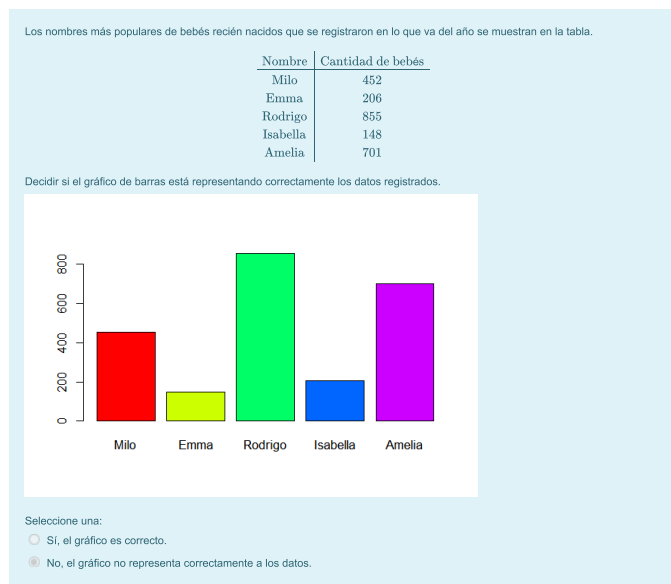 Los nombres más populares de bebés recién nacidos que se registraron en lo que va del año se muestran en la tabla.
Nombre Cantidad de bebés
Milo 452
Emma 206
Rodrigo 855
Isabella 148
Amelia 701
Decidir si el gráfico de barras está representando correctamente los datos registrados.
800
600
400
200
0
Milo Emma Rodrigo Isabella Amelia
Seleccione una:
Sí, el gráfico es correcto.
No, el gráfico no representa correctamente a los datos.